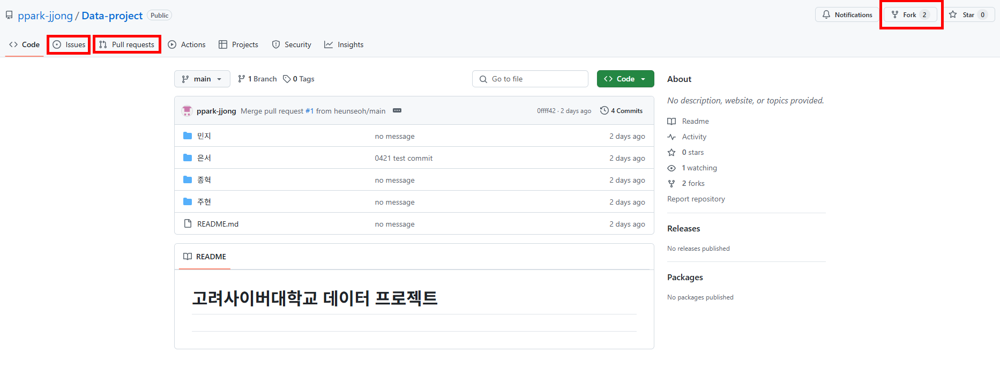 ppark-jjong / Data-project Public
Notifications Fork 2 Star 0
Code Issues Pull requests Actions Projects Security Insights
main 1 Branch 0 Tags Go to file Code
ppark-jjong Merge pull request #1 from heunseoh/main 0ffff42 · 2 days ago 4 Commits
민지 no message 2 days ago
은서 0421 test commit 2 days ago
종혁 no message 2 days ago
주현 no message 2 days ago
README.md no message 2 days ago
README
고려사이버대학교 데이터 프로젝트
About
No description, website, or topics provided.
Readme
Activity
0 stars
1 watching
2 forks
Report repository
Releases
No releases published
Packages
No packages published